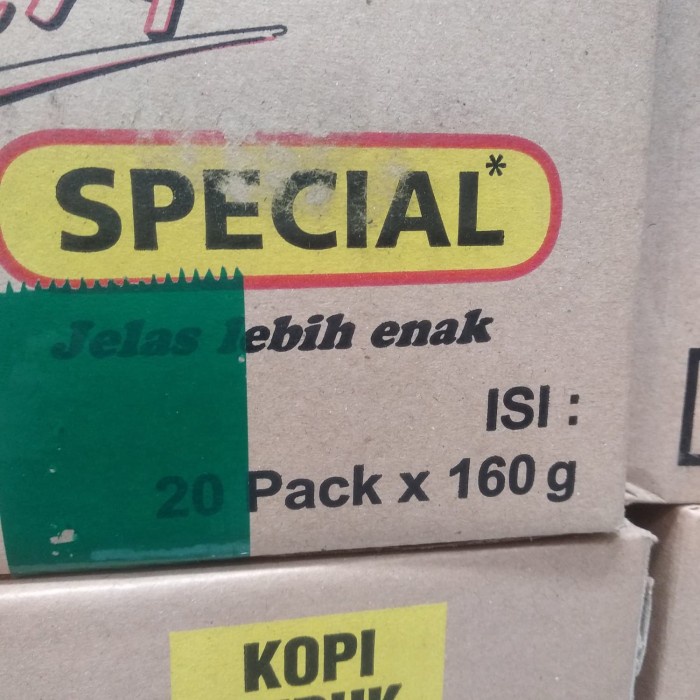 SPECIAL*
Jelas lebih enak
ISI :
20 Pack x 160 g
KOPI